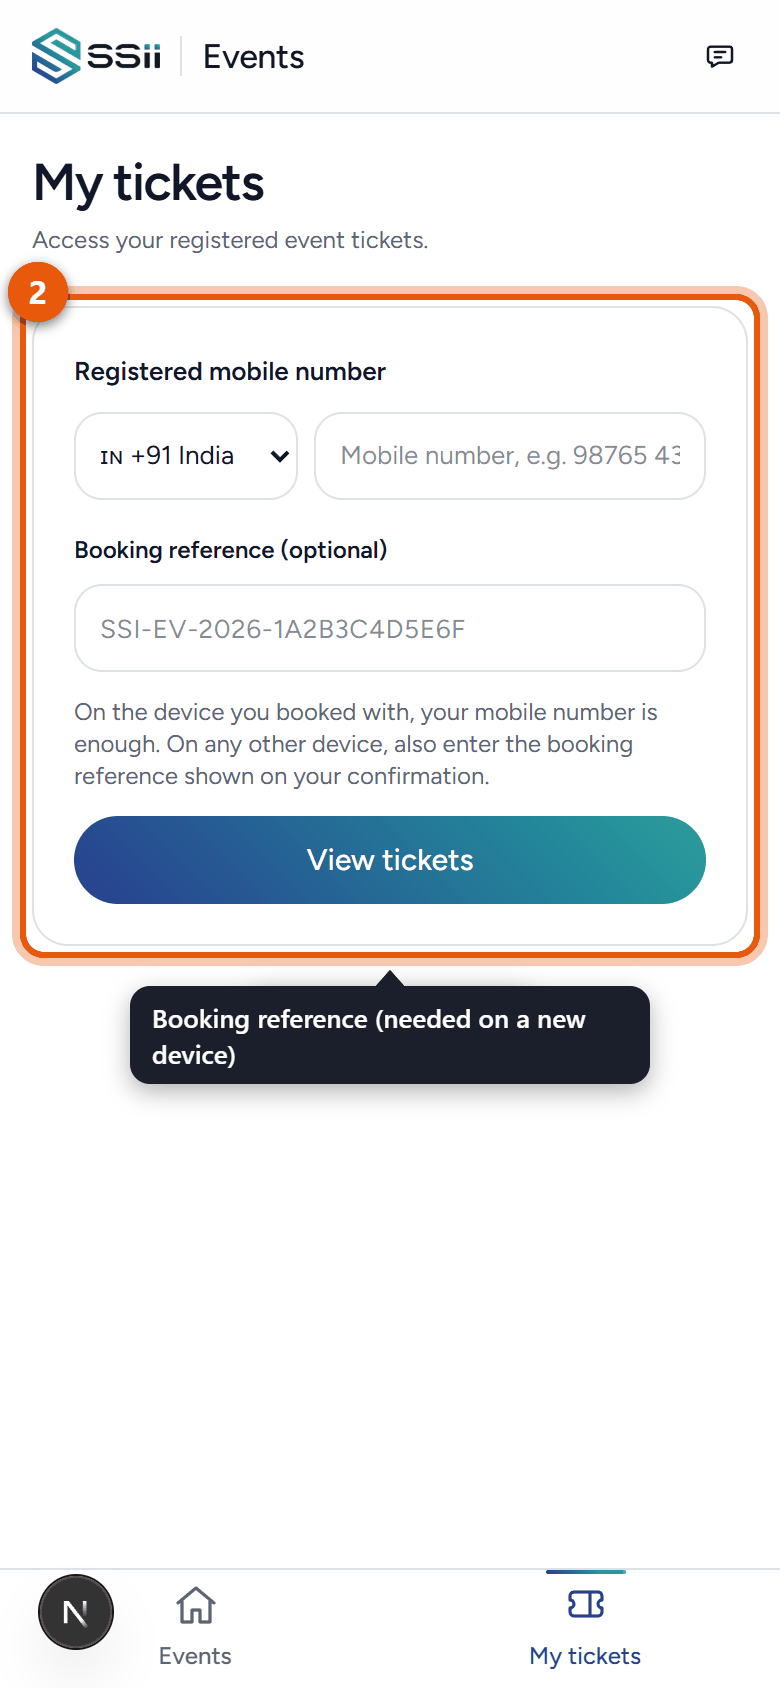 SSii
Events
My tickets
Access your registered event tickets.
2
Registered mobile number
IN +91 India
Mobile number, e.g. 98765 43
Booking reference (optional)
SSI-EV-2026-1A2B3C4D5E6F
On the device you booked with, your mobile number is
enough. On any other device, also enter the booking
reference shown on your confirmation.
View tickets
Booking reference (needed on a new
device)
N
Events
My tickets